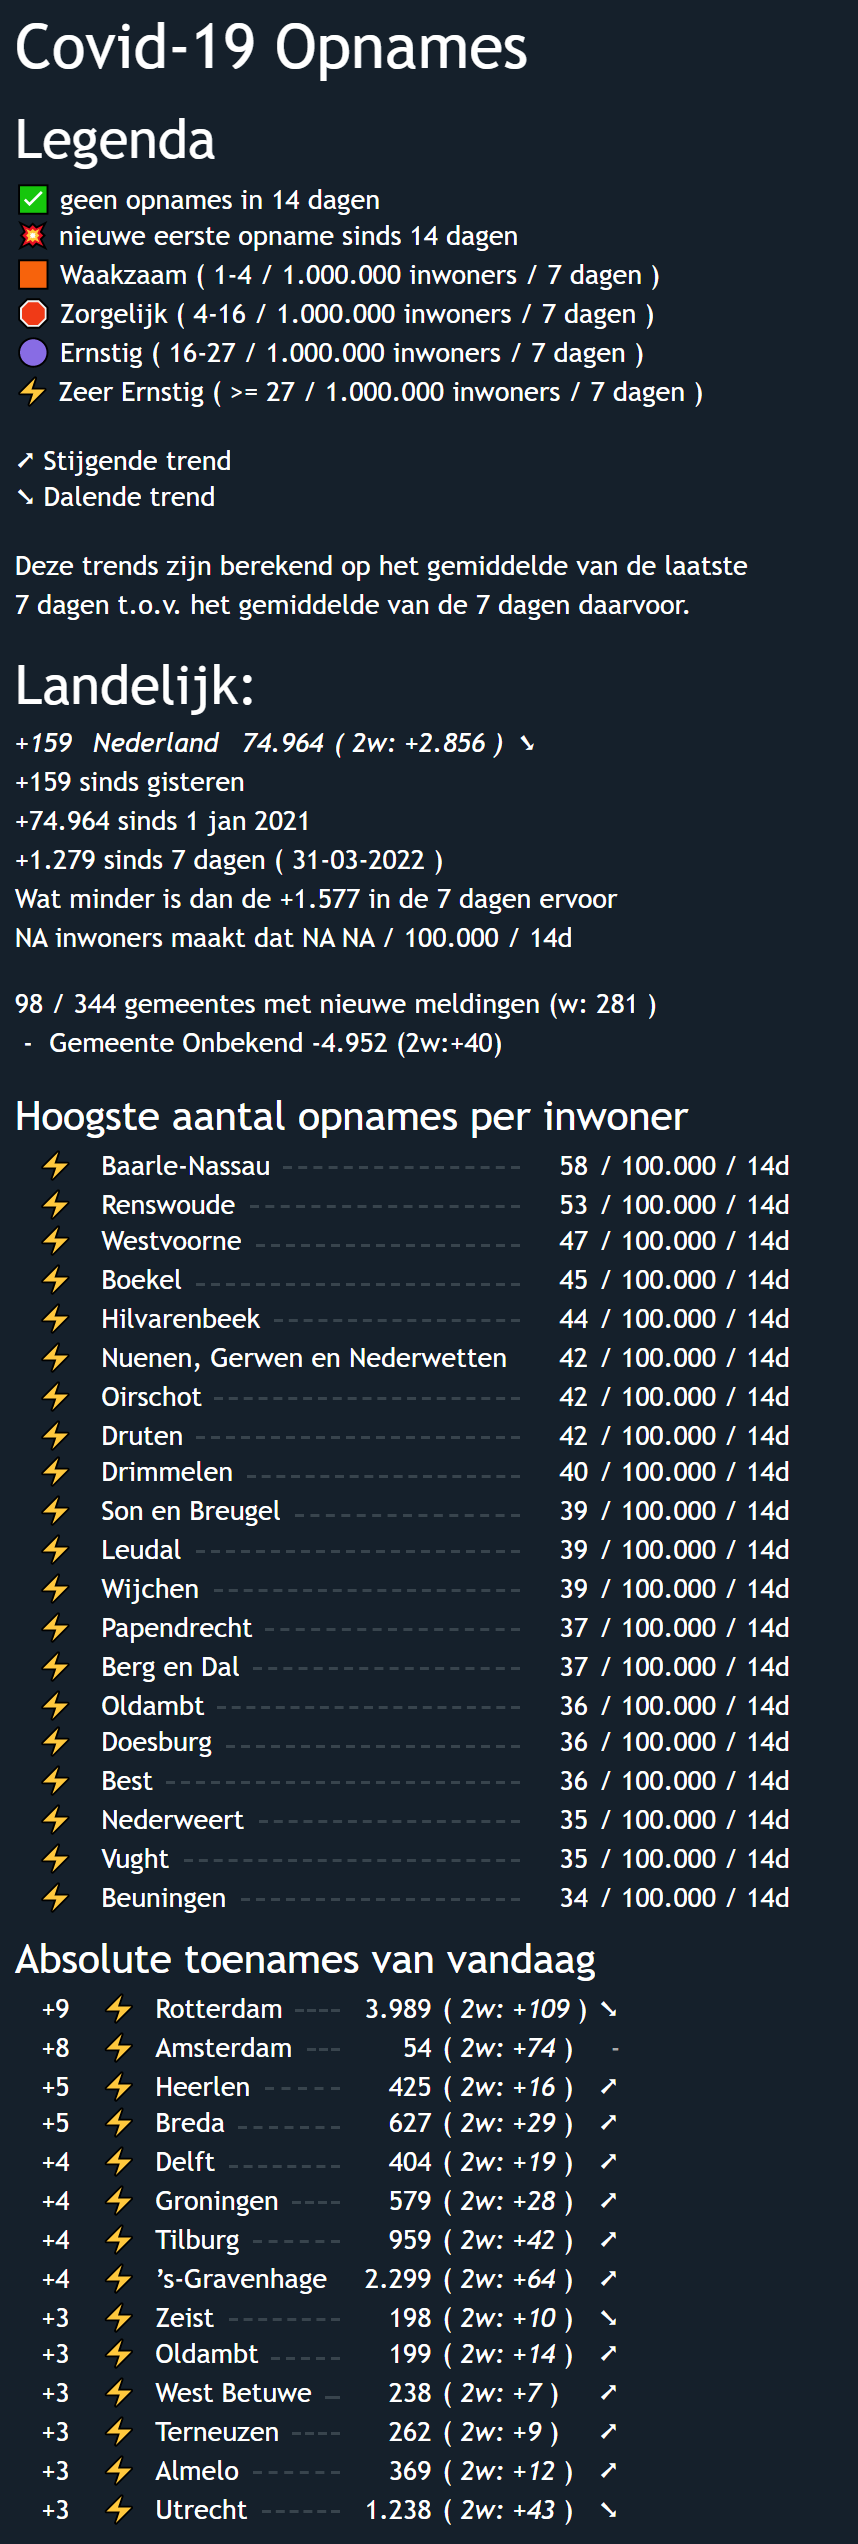 Covid-19 Opnames
Legenda
✅ geen opnames in 14 dagen
💥 nieuwe eerste opname sinds 14 dagen
🟧 Waakzaam ( 1-4 / 1.000.000 inwoners / 7 dagen )
🛑 Zorgelijk ( 4-16 / 1.000.000 inwoners / 7 dagen )
🟣 Ernstig ( 16-27 / 1.000.000 inwoners / 7 dagen )
⚡ Zeer Ernstig ( >= 27 / 1.000.000 inwoners / 7 dagen )
➚ Stijgende trend
➘ Dalende trend
Deze trends zijn berekend op het gemiddelde van de laatste
7 dagen t.o.v. het gemiddelde van de 7 dagen daarvoor.
Landelijk:
+159 Nederland 74.964 ( 2w: +2.856 ) ➘
+159 sinds gisteren
+74.964 sinds 1 jan 2021
+1.279 sinds 7 dagen ( 31-03-2022 )
Wat minder is dan de +1.577 in de 7 dagen ervoor
NA inwoners maakt dat NA NA / 100.000 / 14d
98 / 344 gemeentes met nieuwe meldingen (w: 281 )
- Gemeente Onbekend -4.952 (2w:+40)
Hoogste aantal opnames per inwoner
⚡ Baarle-Nassau 58 / 100.000 / 14d
⚡ Renswoude 53 / 100.000 / 14d
⚡ Westvoorne 47 / 100.000 / 14d
⚡ Boekel 45 / 100.000 / 14d
⚡ Hilvarenbeek 44 / 100.000 / 14d
⚡ Nuenen, Gerwen en Nederwetten 42 / 100.000 / 14d
⚡ Oirschot 42 / 100.000 / 14d
⚡ Druten 42 / 100.000 / 14d
⚡ Drimmelen 40 / 100.000 / 14d
⚡ Son en Breugel 39 / 100.000 / 14d
⚡ Leudal 39 / 100.000 / 14d
⚡ Wijchen 39 / 100.000 / 14d
⚡ Papendrecht 37 / 100.000 / 14d
⚡ Berg en Dal 37 / 100.000 / 14d
⚡ Oldambt 36 / 100.000 / 14d
⚡ Doesburg 36 / 100.000 / 14d
⚡ Best 36 / 100.000 / 14d
⚡ Nederweert 35 / 100.000 / 14d
⚡ Vught 35 / 100.000 / 14d
⚡ Beuningen 34 / 100.000 / 14d
Absolute toenames van vandaag
+9 ⚡ Rotterdam 3.989 ( 2w: +109 ) ➘
+8 ⚡ Amsterdam 54 ( 2w: +74 ) -
+5 ⚡ Heerlen 425 ( 2w: +16 ) ➚
+5 ⚡ Breda 627 ( 2w: +29 ) ➚
+4 ⚡ Delft 404 ( 2w: +19 ) ➚
+4 ⚡ Groningen 579 ( 2w: +28 ) ➚
+4 ⚡ Tilburg 959 ( 2w: +42 ) ➚
+4 ⚡ ’s-Gravenhage 2.299 ( 2w: +64 ) ➚
+3 ⚡ Zeist 198 ( 2w: +10 ) ➘
+3 ⚡ Oldambt 199 ( 2w: +14 ) ➚
+3 ⚡ West Betuwe 238 ( 2w: +7 ) ➚
+3 ⚡ Terneuzen 262 ( 2w: +9 ) ➚
+3 ⚡ Almelo 369 ( 2w: +12 ) ➚
+3 ⚡ Utrecht 1.238 ( 2w: +43 ) ➘